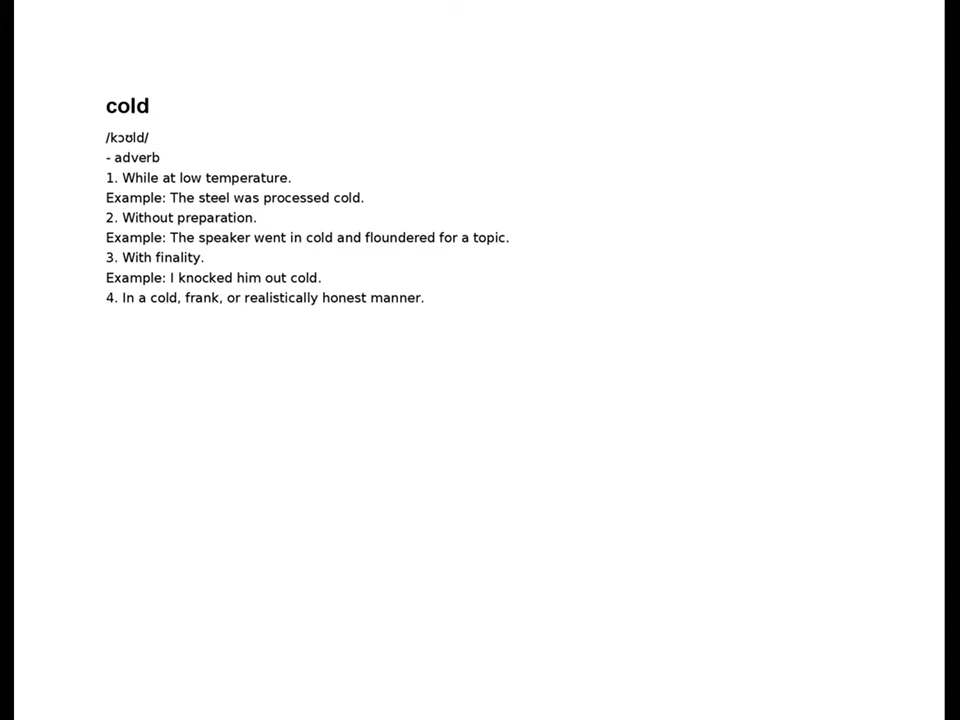 cold
/kɔʊld/
- adverb
1. While at low temperature.
Example: The steel was processed cold.
2. Without preparation.
Example: The speaker went in cold and floundered for a topic.
3. With finality.
Example: I knocked him out cold.
4. In a cold, frank, or realistically honest manner.